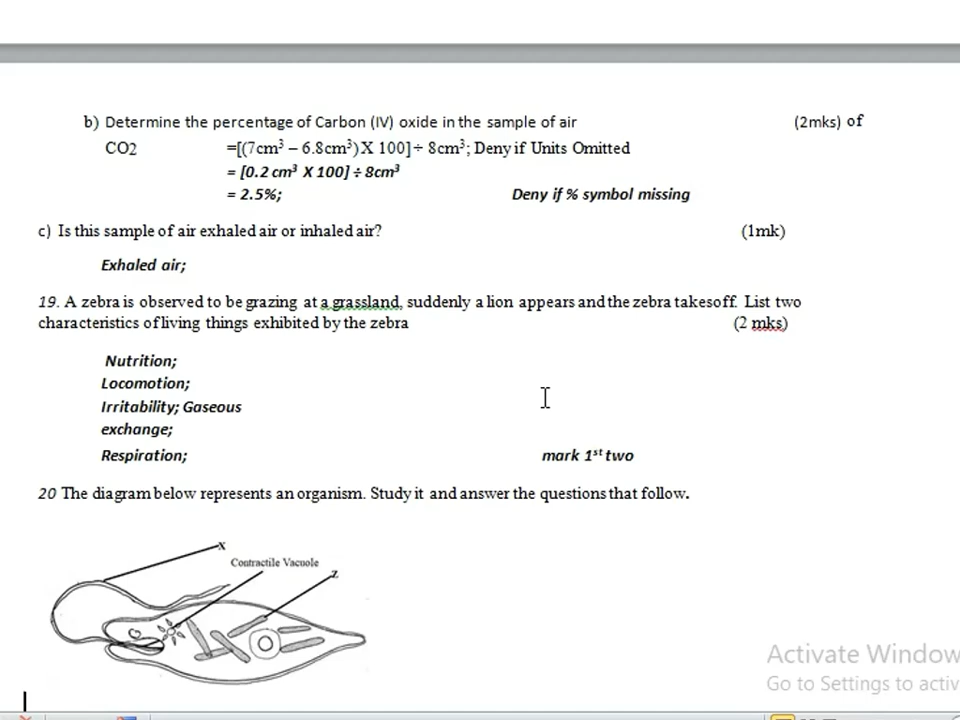 b) Determine the percentage of Carbon (IV) oxide in the sample of air (2mks) of
CO2 =[(7cm³ – 6.8cm³) X 100] ÷ 8cm³; Deny if Units Omitted
= [0.2 cm³ X 100] ÷ 8cm³
= 2.5%; Deny if % symbol missing
c) Is this sample of air exhaled air or inhaled air? (1mk)
Exhaled air;
19. A zebra is observed to be grazing at a grassland, suddenly a lion appears and the zebra takes off. List two
characteristics of living things exhibited by the zebra (2 mks)
Nutrition;
Locomotion;
Irritability; Gaseous
exchange;
Respiration; mark 1st two
20 The diagram below represents an organism. Study it and answer the questions that follow.
X
Contractile Vacuole
Z
Activate Window
Go to Settings to activ